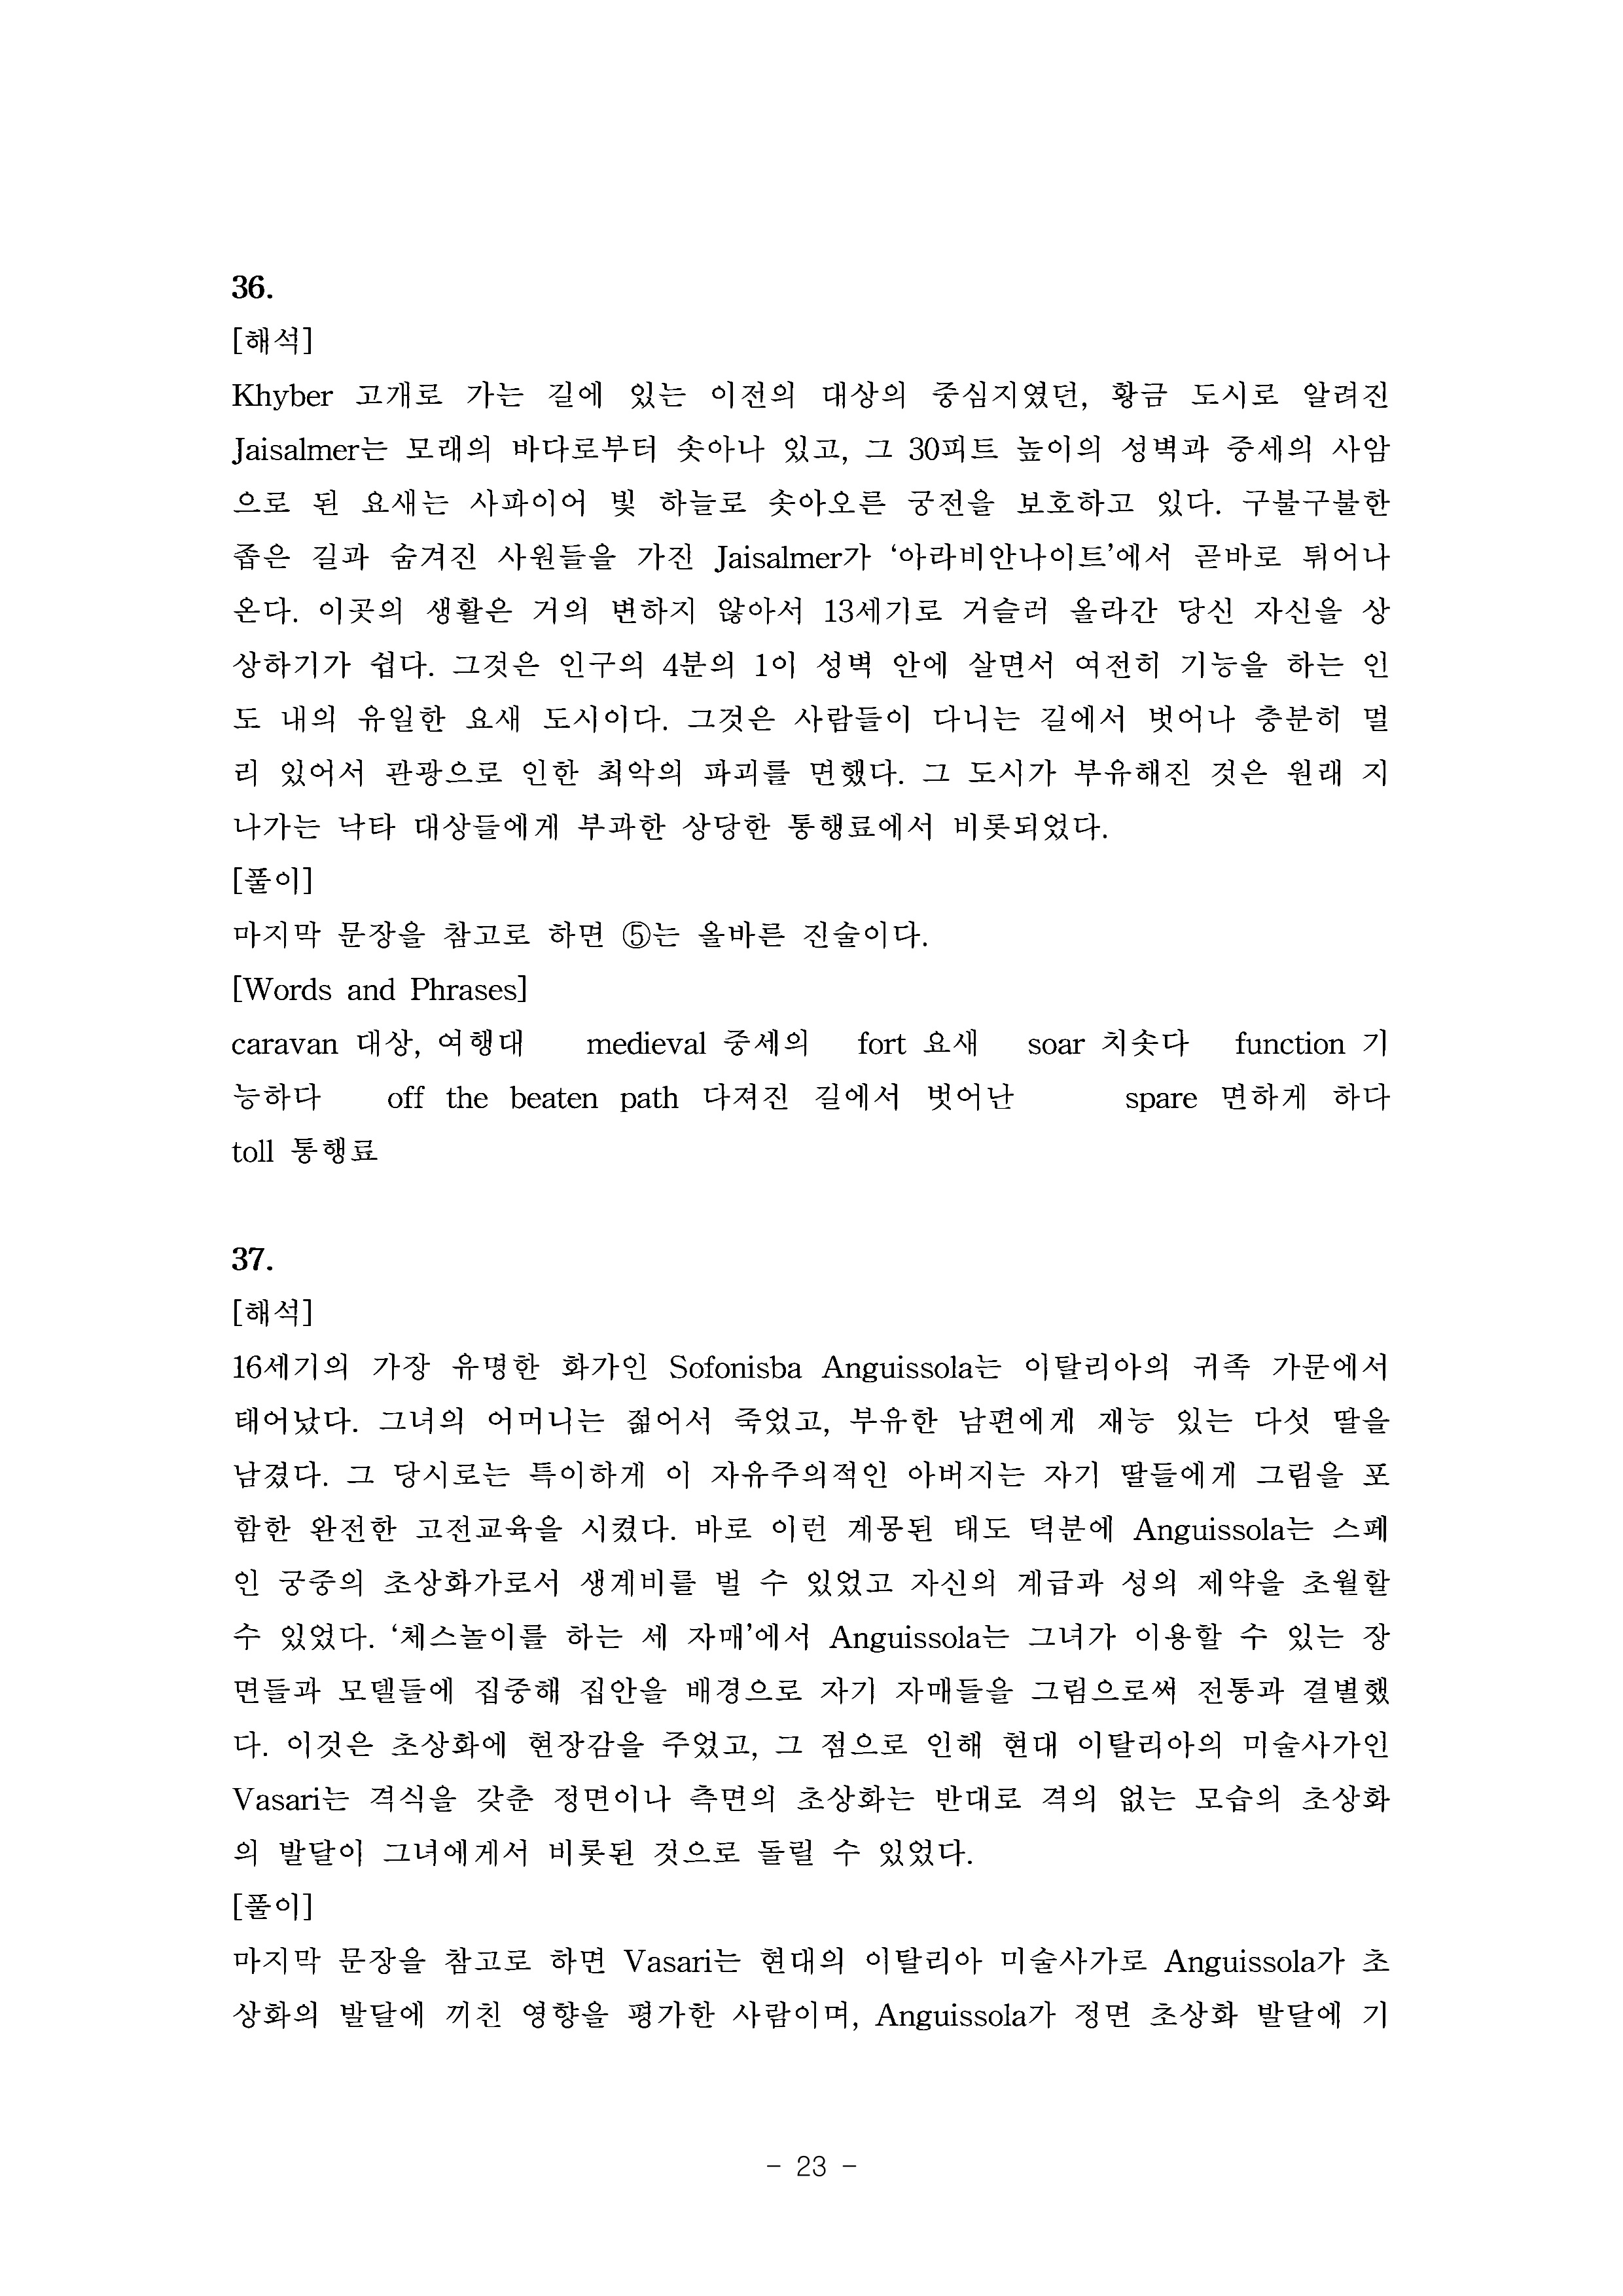 36.
[해석]
Khyber 고개로 가는 길에 있는 이전의 대상의 중심지였던, 황금 도시로 알려진
Jaisalmer는 모래의 바다로부터 솟아나 있고, 그 30피트 높이의 성벽과 중세의 사암
으로 된 요새는 사파이어 빛 하늘로 솟아오른 궁전을 보호하고 있다. 구불구불한
좁은 길과 숨겨진 사원들을 가진 Jaisalmer가 ‘아라비안나이트’에서 곧바로 튀어나
온다. 이곳의 생활은 거의 변하지 않아서 13세기로 거슬러 올라간 당신 자신을 상
상하기가 쉽다. 그것은 인구의 4분의 1이 성벽 안에 살면서 여전히 기능을 하는 인
도 내의 유일한 요새 도시이다. 그것은 사람들이 다니는 길에서 벗어나 충분히 멀
리 있어서 관광으로 인한 최악의 파괴를 면했다. 그 도시가 부유해진 것은 원래 지
나가는 낙타 대상들에게 부과한 상당한 통행료에서 비롯되었다.
[풀이]
마지막 문장을 참고로 하면 ⑤는 올바른 진술이다.
[Words and Phrases]
caravan 대상, 여행대 medieval 중세의 fort 요새 soar 치솟다 function 기
능하다 off the beaten path 다져진 길에서 벗어난 spare 면하게 하다
toll 통행료
37.
[해석]
16세기의 가장 유명한 화가인 Sofonisba Anguissola는 이탈리아의 귀족 가문에서
태어났다. 그녀의 어머니는 젊어서 죽었고, 부유한 남편에게 재능 있는 다섯 딸을
남겼다. 그 당시로는 특이하게 이 자유주의적인 아버지는 자기 딸들에게 그림을 포
함한 완전한 고전교육을 시켰다. 바로 이런 계몽된 태도 덕분에 Anguissola는 스페
인 궁중의 초상화가로서 생계비를 벌 수 있었고 자신의 계급과 성의 제약을 초월할
수 있었다. ‘체스놀이를 하는 세 자매’에서 Anguissola는 그녀가 이용할 수 있는 장
면들과 모델들에 집중해 집안을 배경으로 자기 자매들을 그림으로써 전통과 결별했
다. 이것은 초상화에 현장감을 주었고, 그 점으로 인해 현대 이탈리아의 미술사가인
Vasari는 격식을 갖춘 정면이나 측면의 초상화는 반대로 격의 없는 모습의 초상화
의 발달이 그녀에게서 비롯된 것으로 돌릴 수 있었다.
[풀이]
마지막 문장을 참고로 하면 Vasari는 현대의 이탈리아 미술사가로 Anguissola가 초
상화의 발달에 끼친 영향을 평가한 사람이며, Anguissola가 정면 초상화 발달에 기
- 23 -